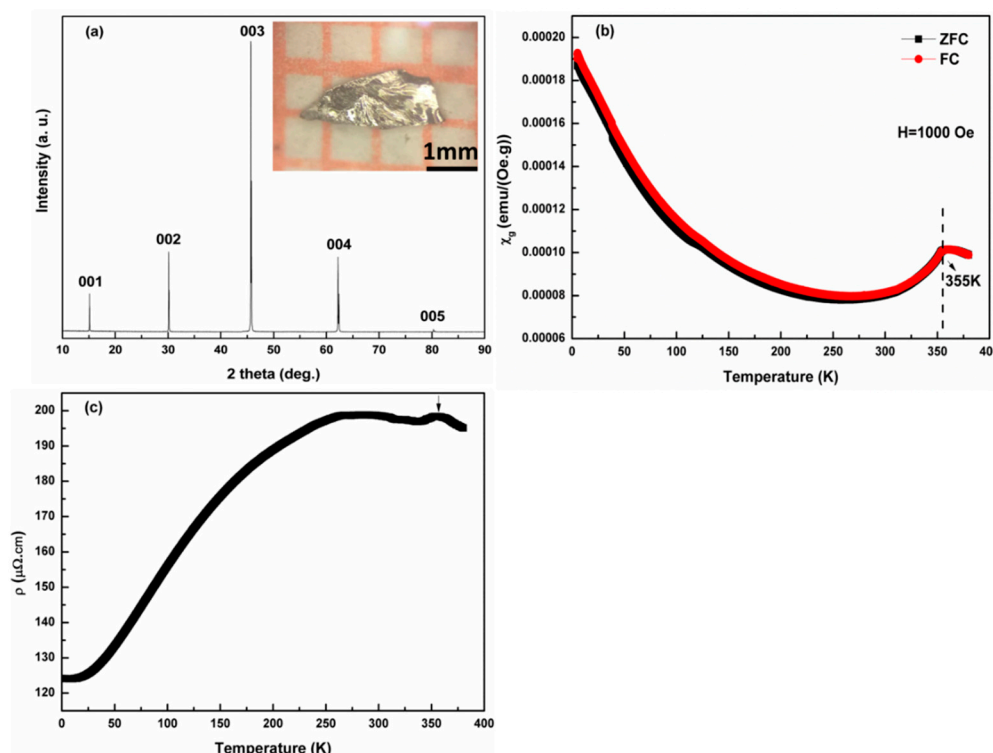 (a)
003
002
004
001
005
1mm
Intensity (a. u.)
10 20 30 40 50 60 70 80 90
2 theta (deg.)
(b)
ZFC
FC
H=1000 Oe
355K
χg (emu/(Oe.g)
0.00020
0.00018
0.00016
0.00014
0.00012
0.00010
0.00008
0.00006
0 50 100 150 200 250 300 350 400
Temperature (K)
(c)
ρ (μΩ.cm)
200
190
180
170
160
150
140
130
120
0 50 100 150 200 250 300 350 400
Temperature (K)